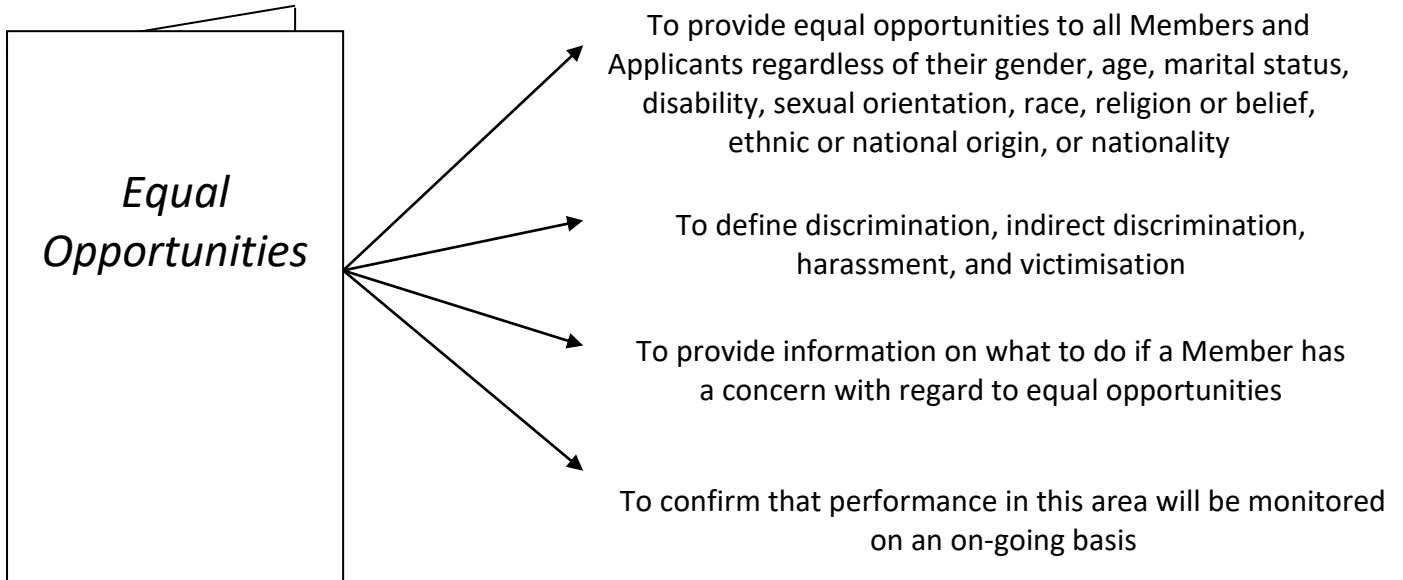 Equal
Opportunities
To provide equal opportunities to all Members and
Applicants regardless of their gender, age, marital status,
disability, sexual orientation, race, religion or belief,
ethnic or national origin, or nationality
To define discrimination, indirect discrimination,
harassment, and victimisation
To provide information on what to do if a Member has
a concern with regard to equal opportunities
To confirm that performance in this area will be monitored
on an on-going basis